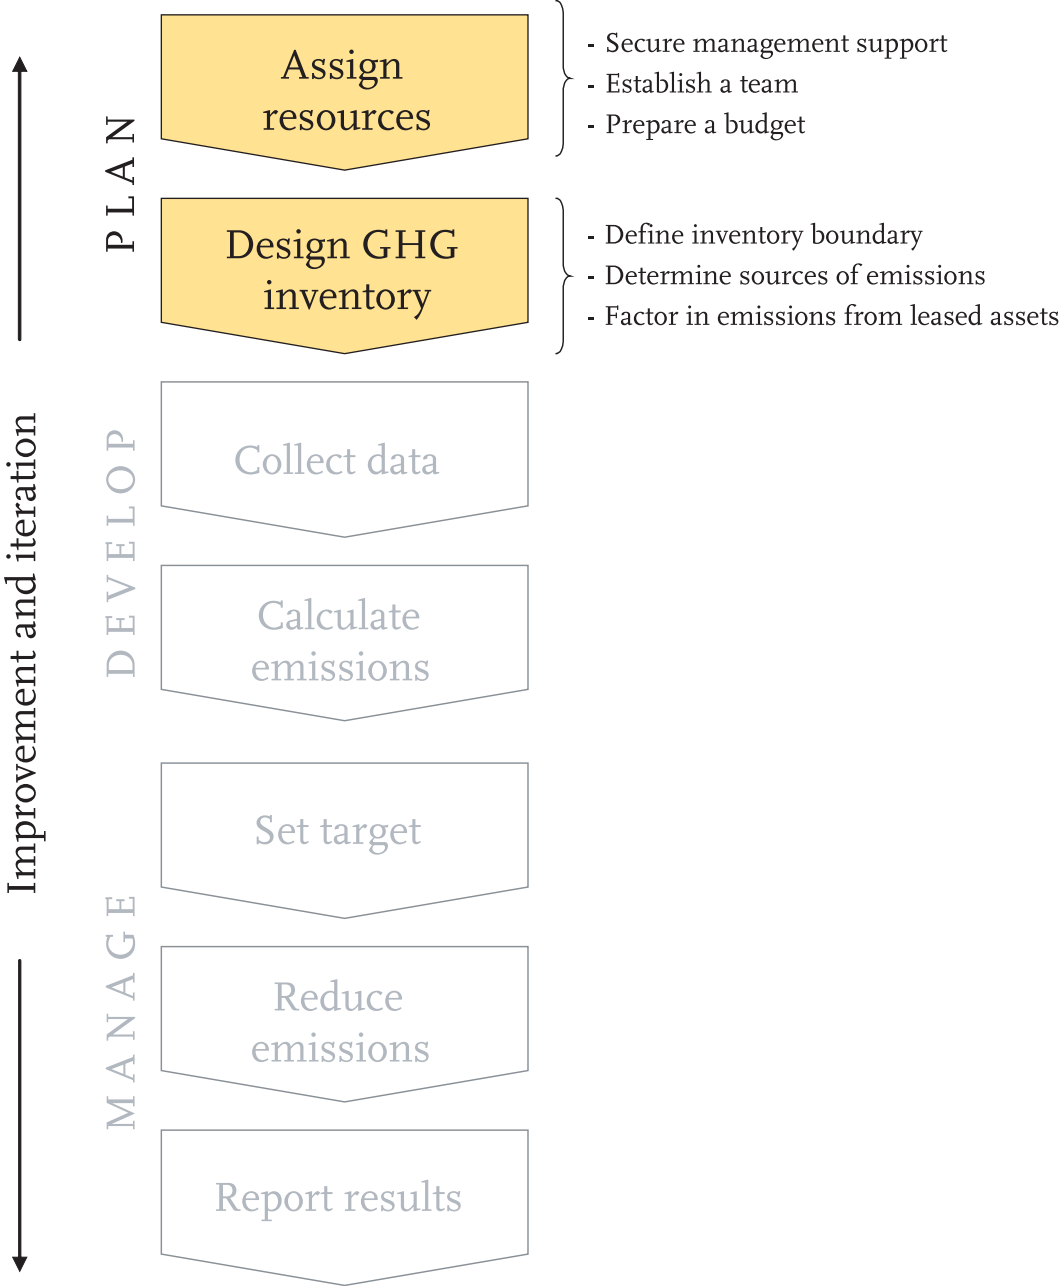 Improvement and iteration
PLAN
Assign
resources
- Secure management support
- Establish a team
- Prepare a budget
Design GHG
inventory
- Define inventory boundary
- Determine sources of emissions
- Factor in emissions from leased assets
DEVELOP
Collect data
Calculate
emissions
MANAGE
Set target
Reduce
emissions
Report results